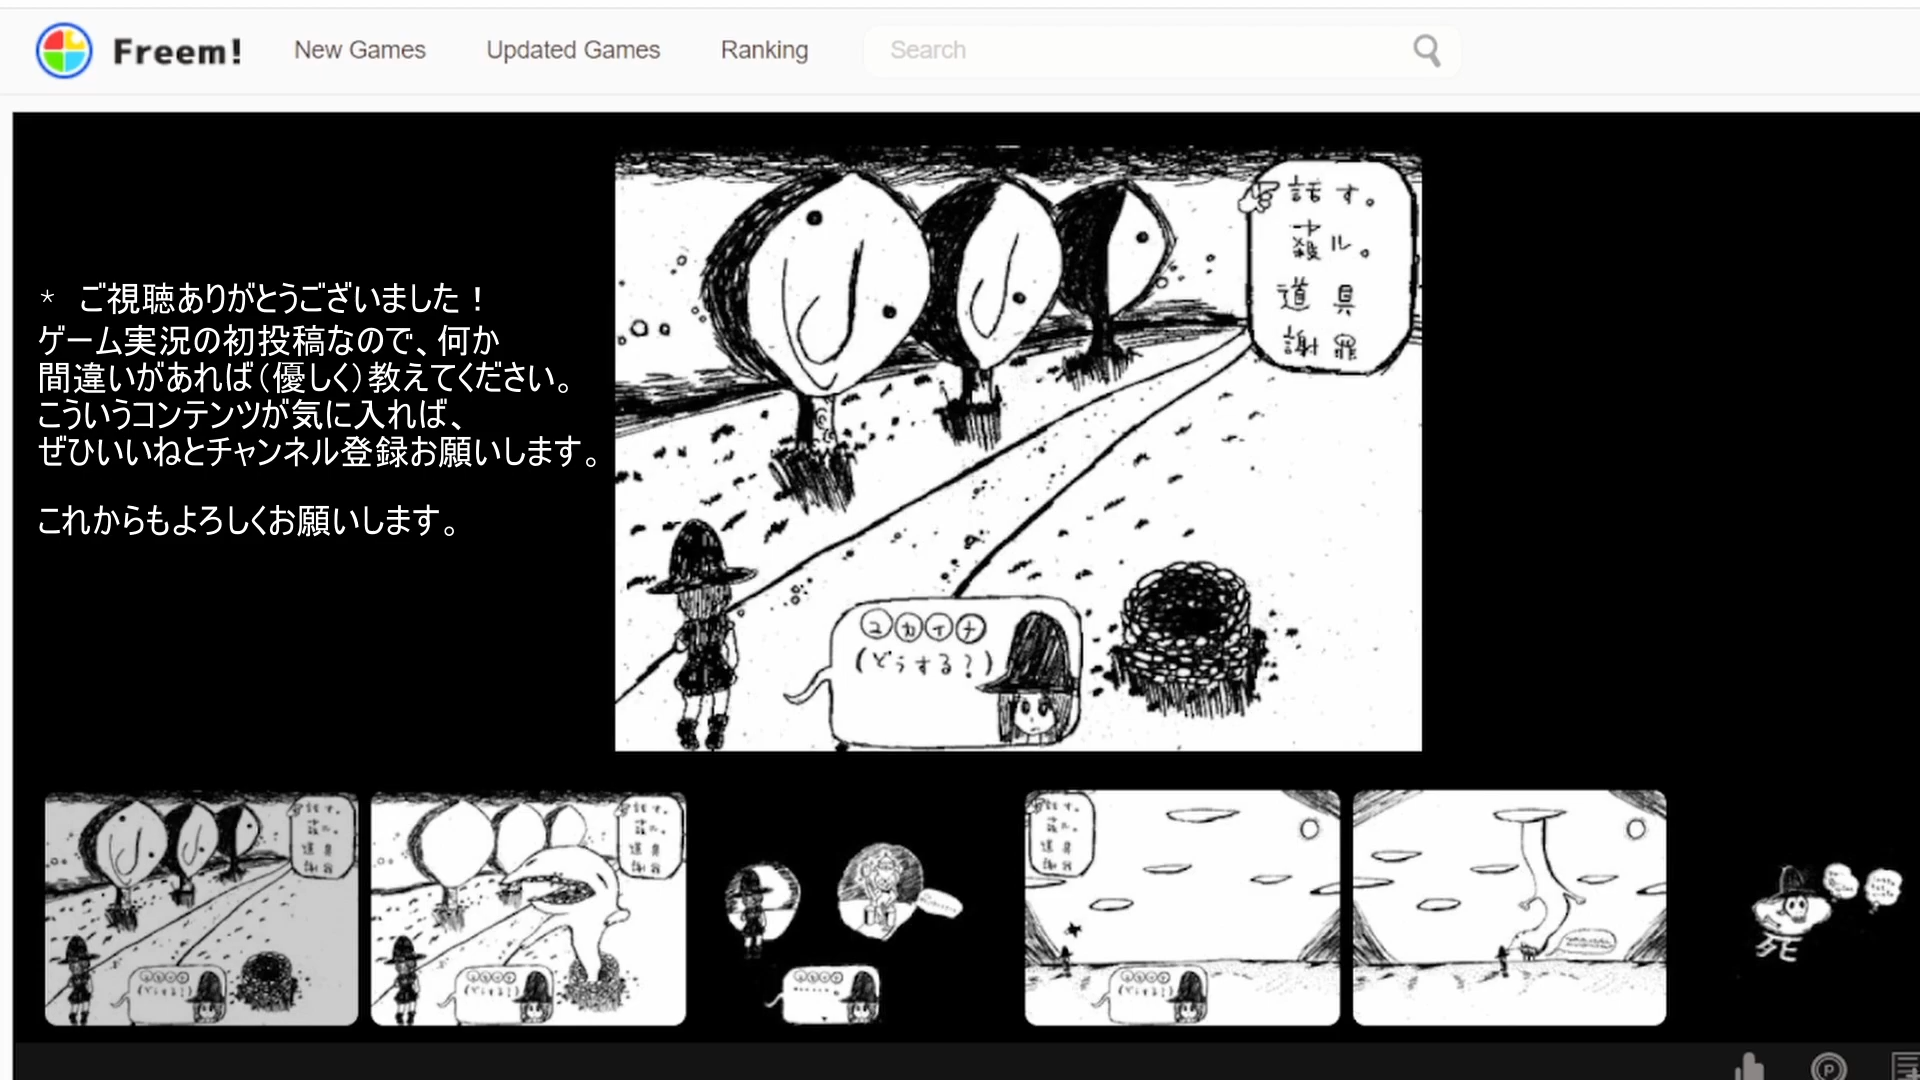 Freem!
New Games
Updated Games
Ranking
Search
* ご視聴ありがとうございました！
ゲーム実況の初投稿なので、何か
間違いがあれば（優しく）教えてください。
こういうコンテンツが気に入れば、
ぜひいいねとチャンネル登録お願いします。
これからもよろしくお願いします。
話す。
殺ル。
道具
謝罪
ユカイナ
(どうする?)